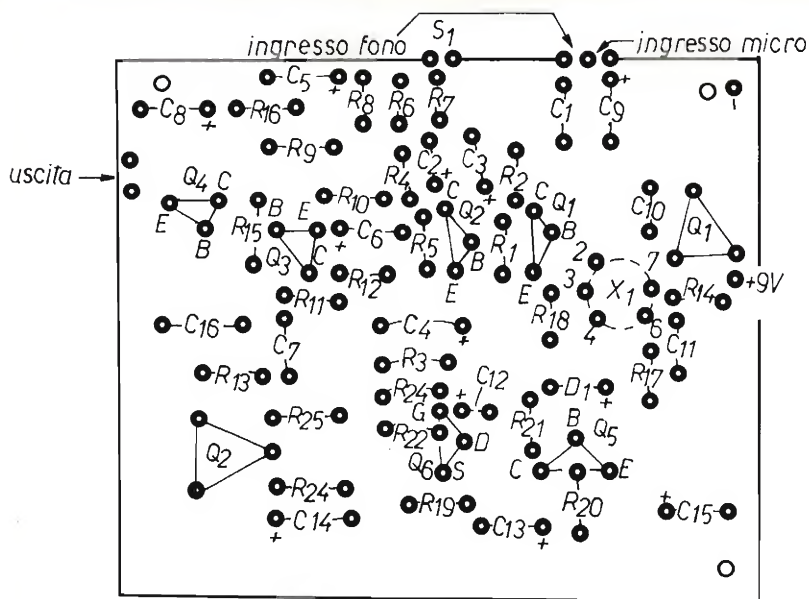 S1
ingresso fono
ingresso micro
C5 +
R8
R6
R7
C1
+ C9
-
C8 +
R16
R9
uscita
Q4
C
E
B
R15
R10
R4
C2 +
C3 +
R2
C10
B E
Q3
C
+ C6
R5
C
Q2
B
E
R1
C Q1
B
E
Q1
2
7
3
X1
4
6
+9V
R14
R11
R12
R18
C11
C16
C7
C4 +
R3
R17
R13
R24
+ C12
D1 +
R25
G
D
R22
Q6
S
R21
B
Q5
C
E
Q2
R24
R20
R19
+ C14
C13 +
+ C15